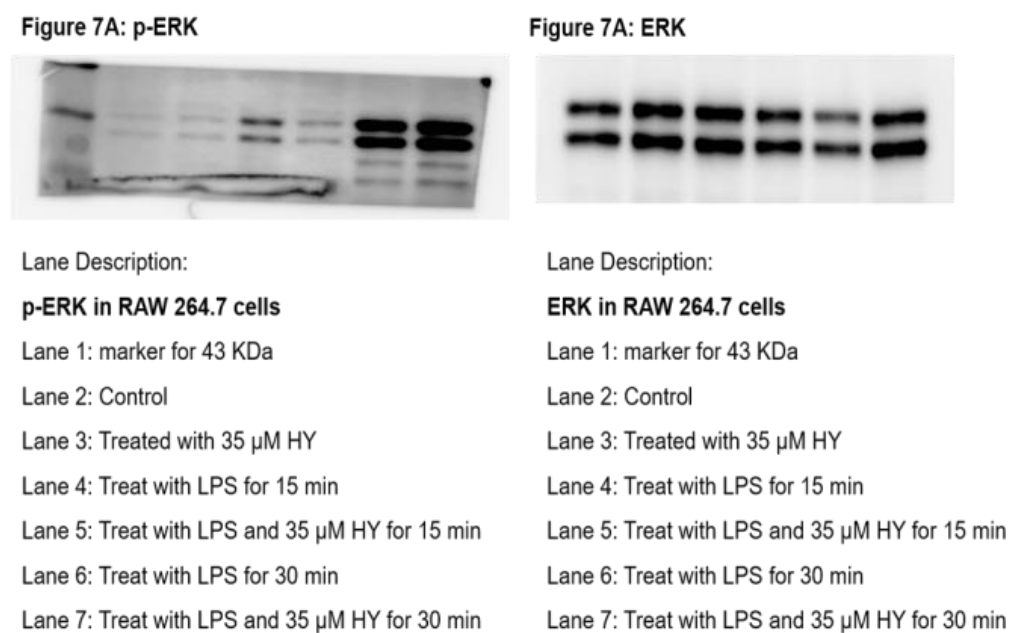 Figure 7A: p-ERK
Lane Description:
p-ERK in RAW 264.7 cells
Lane 1: marker for 43 KDa
Lane 2: Control
Lane 3: Treated with 35 μM HY
Lane 4: Treat with LPS for 15 min
Lane 5: Treat with LPS and 35 μM HY for 15 min
Lane 6: Treat with LPS for 30 min
Lane 7: Treat with LPS and 35 μM HY for 30 min
Figure 7A: ERK
Lane Description:
ERK in RAW 264.7 cells
Lane 1: marker for 43 KDa
Lane 2: Control
Lane 3: Treated with 35 μM HY
Lane 4: Treat with LPS for 15 min
Lane 5: Treat with LPS and 35 μM HY for 15 min
Lane 6: Treat with LPS for 30 min
Lane 7: Treat with LPS and 35 μM HY for 30 min